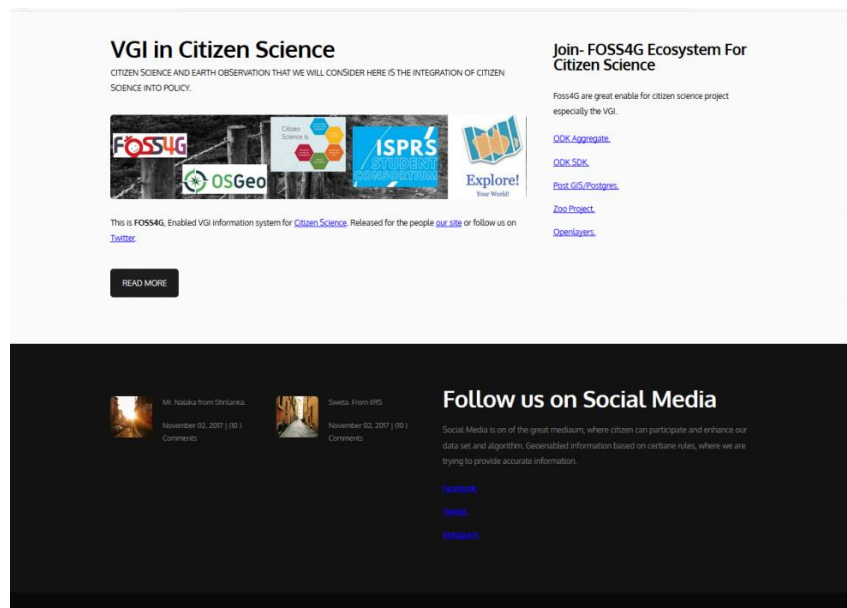 VGI in Citizen Science
CITIZEN SCIENCE AND EARTH OBSERVATION THAT WE WILL CONSIDER HERE IS THE INTEGRATION OF CITIZEN
SCIENCE INTO POLICY.
FOSS4G
OSGeo
Citizen
Science is
ISPRS
STUDENT
CONSORTIUM
Explore!
Your World!
This is FOSS4G, Enabled VGI information system for Citizen Science. Released for the people our site or follow us on
Twitter.
READ MORE
Join- FOSS4G Ecosystem For
Citizen Science
Foss4G are great enable for citizen science project
especially the VGI.
ODK Aggregate.
ODK SDK.
Post GIS/Postgres.
Zoo Project.
Openlayers.
Mr. Nalaka from Shrilanka.
November 02, 2017 | (10 )
Comments
Sweta. From IIRS
November 02, 2017 | (10 )
Comments
Follow us on Social Media
Social Media is on of the great mediaum, where citizen can participate and enhance our
data set and algorithm. Geoenabled information based on certiane rules, where we are
trying to provide accurate information.
Facebook.
Twitter.
Instagram